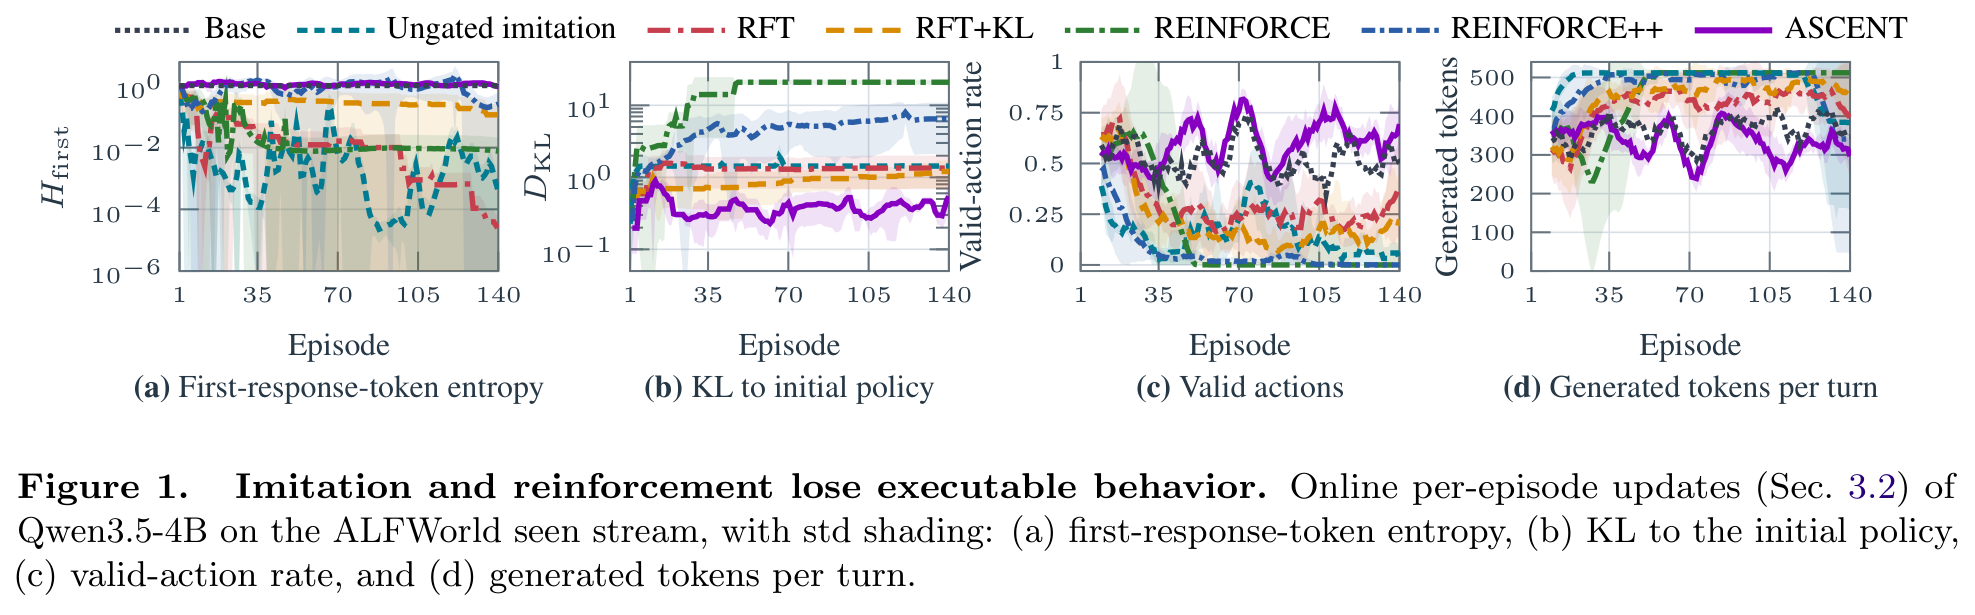 Base Ungated imitation RFT RFT+KL REINFORCE REINFORCE++ ASCENT
H_first
10^0
10^−2
10^−4
10^−6
1 35 70 105 140
Episode
(a) First-response-token entropy
D_KL
10^1
10^0
10^−1
1 35 70 105 140
Episode
(b) KL to initial policy
Valid-action rate
1
0.75
0.5
0.25
0
1 35 70 105 140
Episode
(c) Valid actions
Generated tokens
500
400
300
200
100
0
1 35 70 105 140
Episode
(d) Generated tokens per turn
Figure 1. Imitation and reinforcement lose executable behavior. Online per-episode updates (Sec. 3.2) of
Qwen3.5-4B on the ALFWorld seen stream, with std shading: (a) first-response-token entropy, (b) KL to the initial policy,
(c) valid-action rate, and (d) generated tokens per turn.